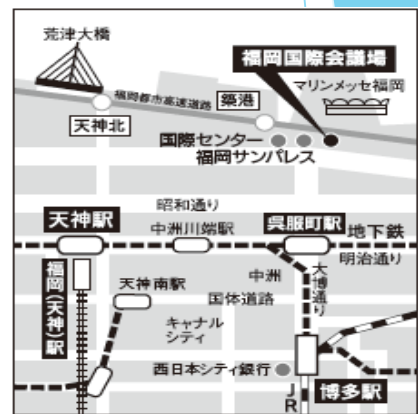 荒津大橋
福岡国際会議場
マリンメッセ福岡
福岡都市高速道路
築港
天神北
国際センター
福岡サンパレス
昭和通り
天神駅
中洲川端駅
呉服町駅
地下鉄
明治通り
福岡(天神)駅
天神南駅
中洲
大博通り
国体道路
キャナル
シティ
西日本シティ銀行
JR
博多駅